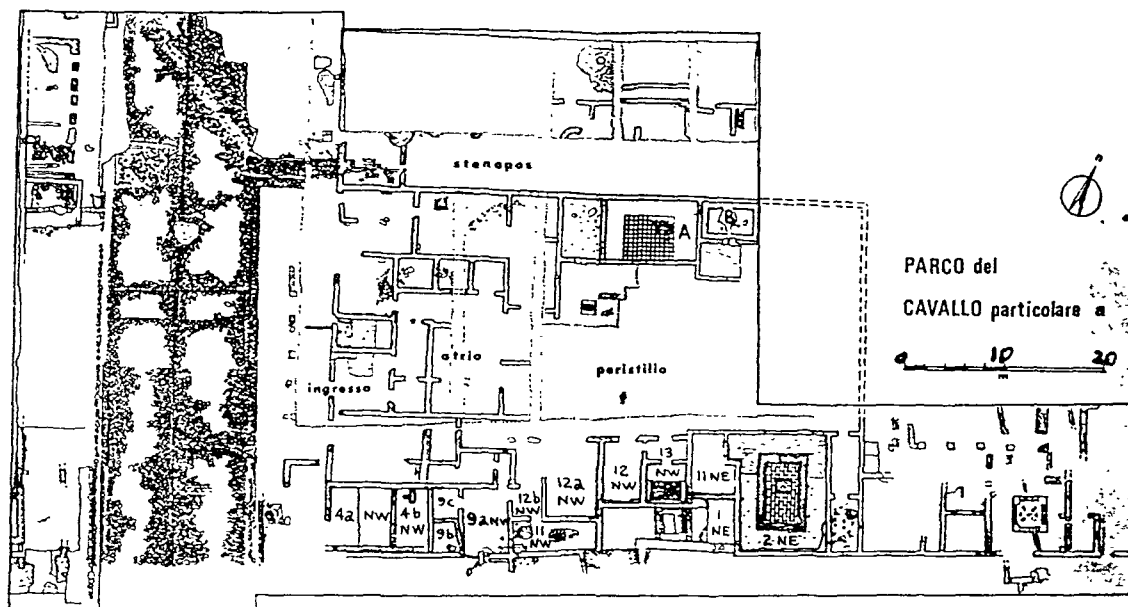 stenopos
A
B
n
PARCO del
CAVALLO particolare a
0 10 20
m
atrio
peristilio
f
ingresso
13
NW
12
NW
11 NE
12a
NW
12b
NW
11
NW
4a NW
4b
NW
9c
9b
9a NW
1
NE
2 NE